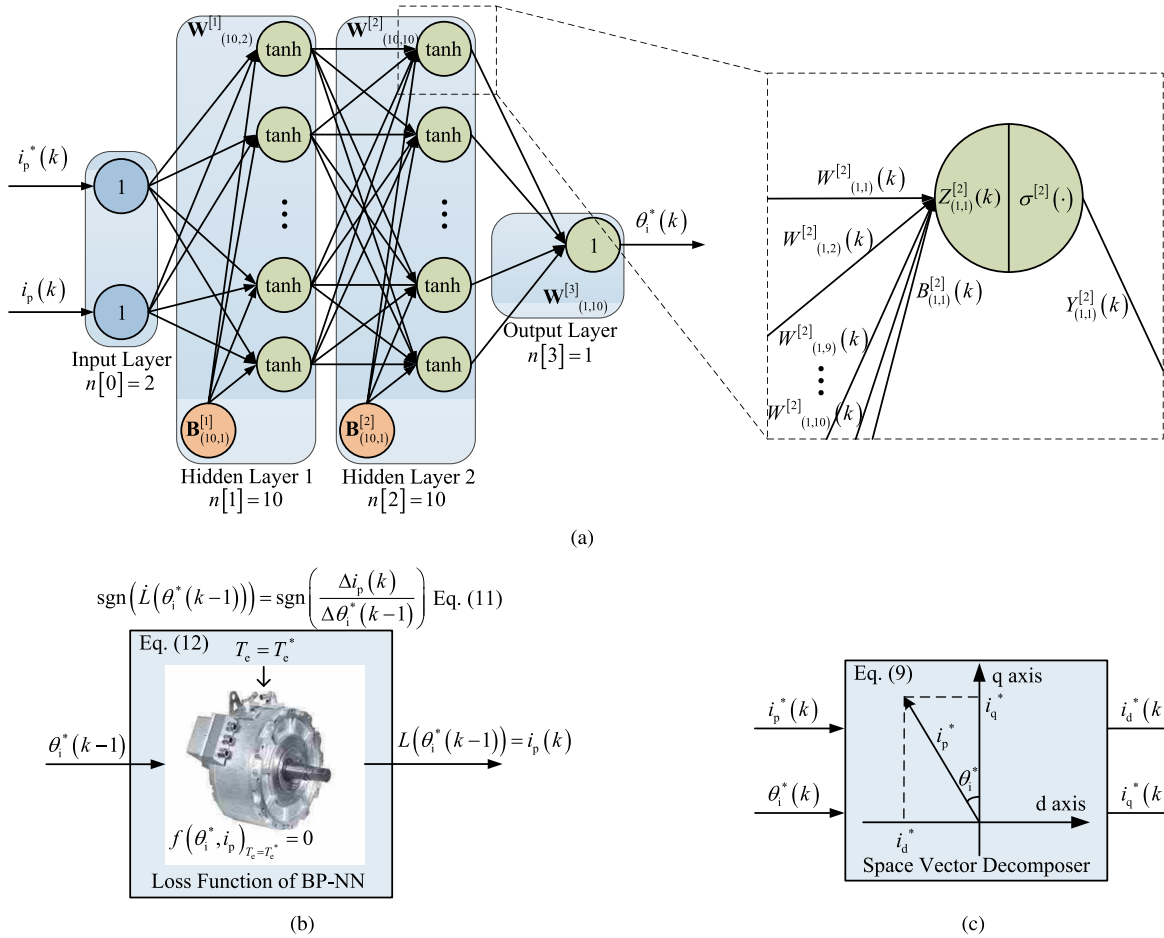 W^[1]_(10,2)
tanh
tanh
tanh
tanh
B^[1]_(10,1)
Hidden Layer 1
n[1]=10
W^[2]_(10,10)
tanh
tanh
tanh
tanh
B^[2]_(10,1)
Hidden Layer 2
n[2]=10
i_p^*(k)
1
i_p(k)
1
Input Layer
n[0]=2
1
θ_i^*(k)
W^[3]_(1,10)
Output Layer
n[3]=1
W^[2]_(1,1)(k)
Z^[2]_(1,1)(k)
σ^[2](·)
W^[2]_(1,2)(k)
B^[2]_(1,1)(k)
Y^[2]_(1,1)(k)
W^[2]_(1,9)(k)
W^[2]_(1,10)(k)
(a)
sgn(L̇(θ_i^*(k−1)))=sgn(Δi_p(k)/Δθ_i^*(k−1)) Eq. (11)
Eq. (12)
T_e=T_e^*
θ_i^*(k−1)
L(θ_i^*(k−1))=i_p(k)
f(θ_i^*,i_p)_{T_e=T_e^*}=0
Loss Function of BP-NN
(b)
Eq. (9)
q axis
i_q^*
i_p^*(k)
i_p^*
i_d^*(k
θ_i^*
θ_i^*(k)
d axis
i_q^*(k
i_d^*
Space Vector Decomposer
(c)